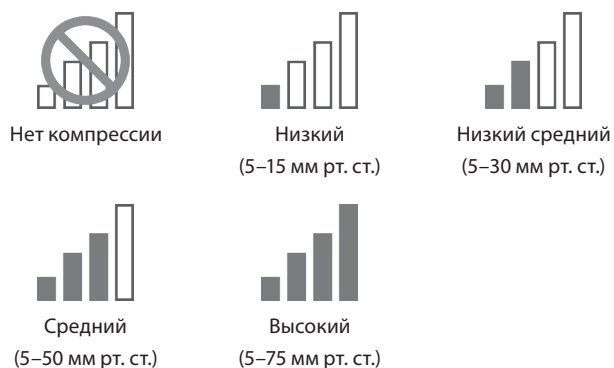 Нет компрессии
Низкий
(5–15 мм рт. ст.)
Низкий средний
(5–30 мм рт. ст.)
Средний
(5–50 мм рт. ст.)
Высокий
(5–75 мм рт. ст.)